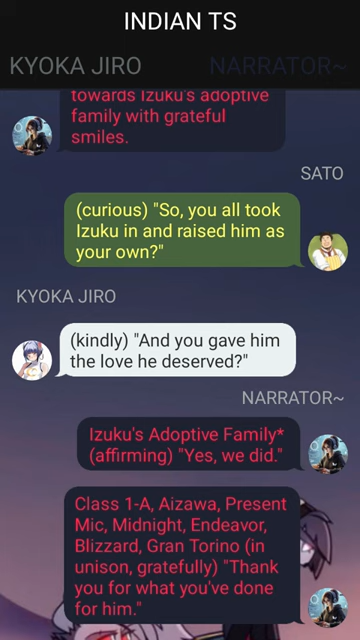 INDIAN TS
KYOKA JIRO
NARRATOR~
towards Izuku's adoptive
family with grateful
smiles.
SATO
(curious) "So, you all took
Izuku in and raised him as
your own?"
KYOKA JIRO
(kindly) "And you gave him
the love he deserved?"
NARRATOR~
Izuku's Adoptive Family*
(affirming) "Yes, we did."
Class 1-A, Aizawa, Present
Mic, Midnight, Endeavor,
Blizzard, Gran Torino (in
unison, gratefully) "Thank
you for what you've done
for him."